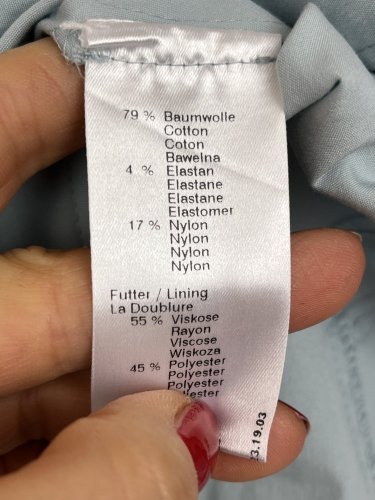 79 % Baumwolle
Cotton
Coton
Bawełna
4 % Elastan
Elastane
Elastane
Elastomer
17 % Nylon
Nylon
Nylon
Nylon
Futter / Lining
La Doublure
55 % Viskose
Rayon
Viscose
Wiskoza
45 % Polyester
Polyester
Polyester
3.19.03